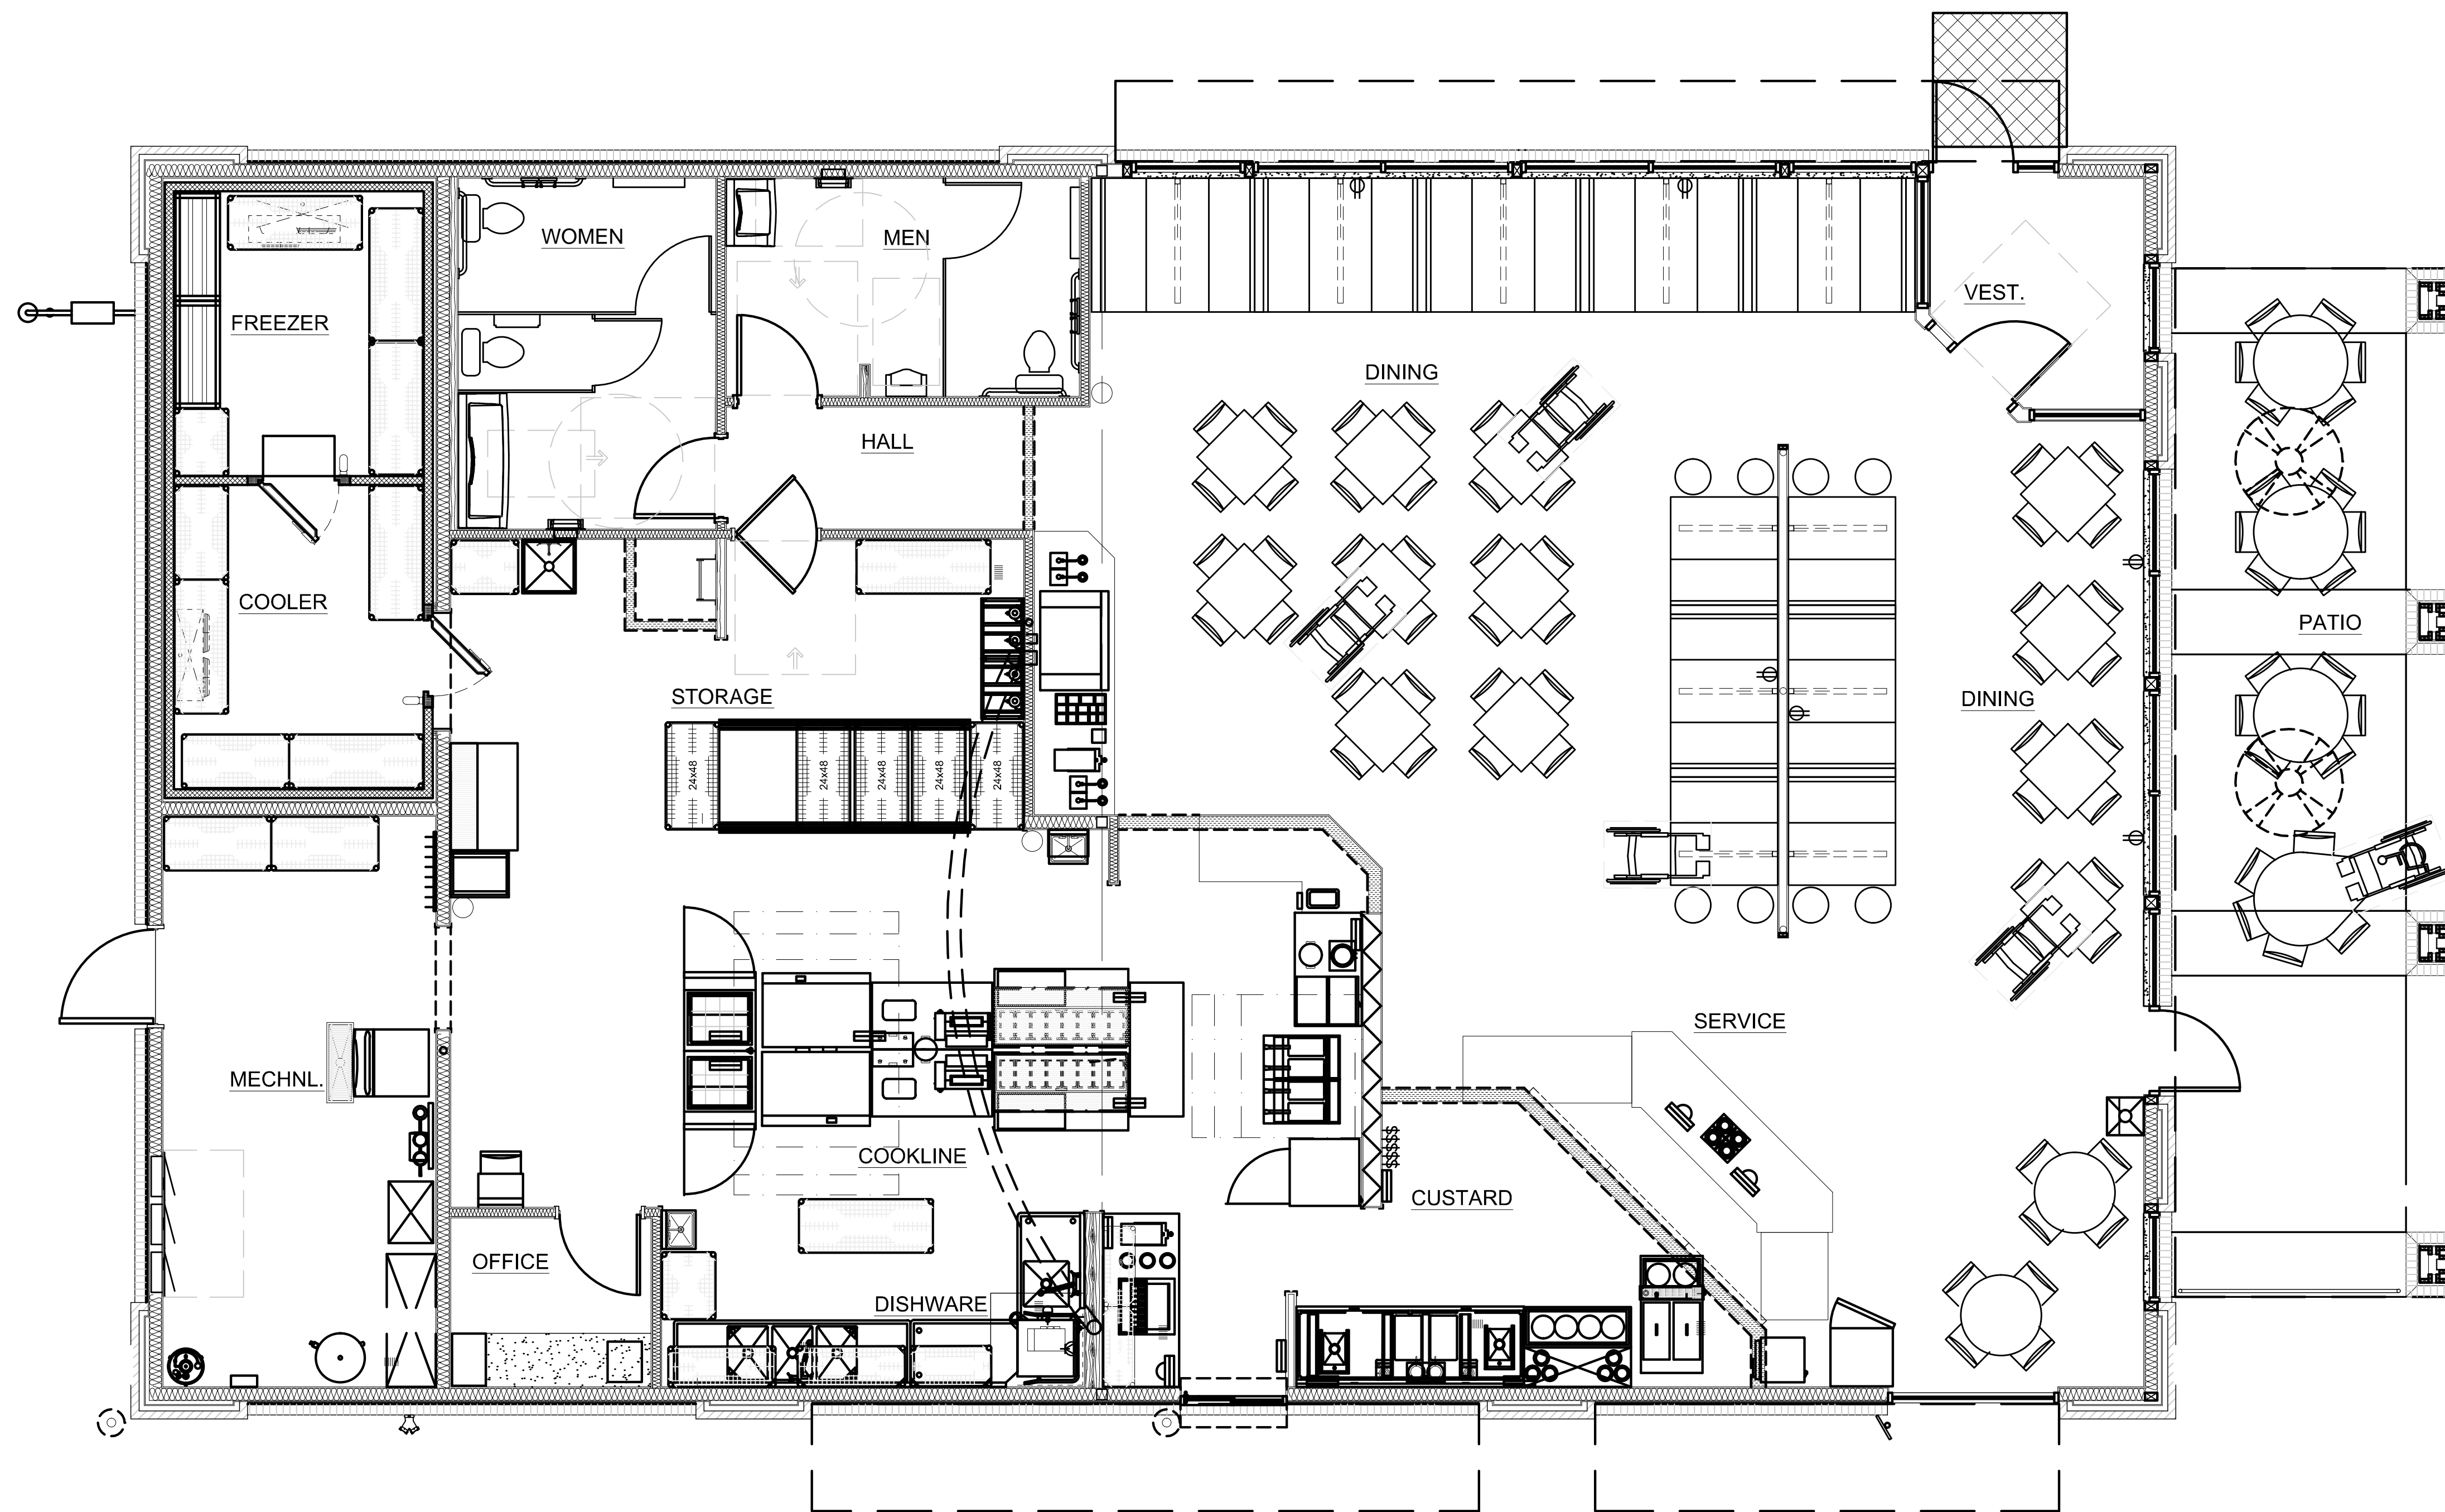 WOMEN
MEN
VEST.
FREEZER
DINING
HALL
COOLER
PATIO
STORAGE
DINING
24x48
24x48
24x48
24x48
24x48
SERVICE
MECHNL.
COOKLINE
CUSTARD
OFFICE
DISHWARE